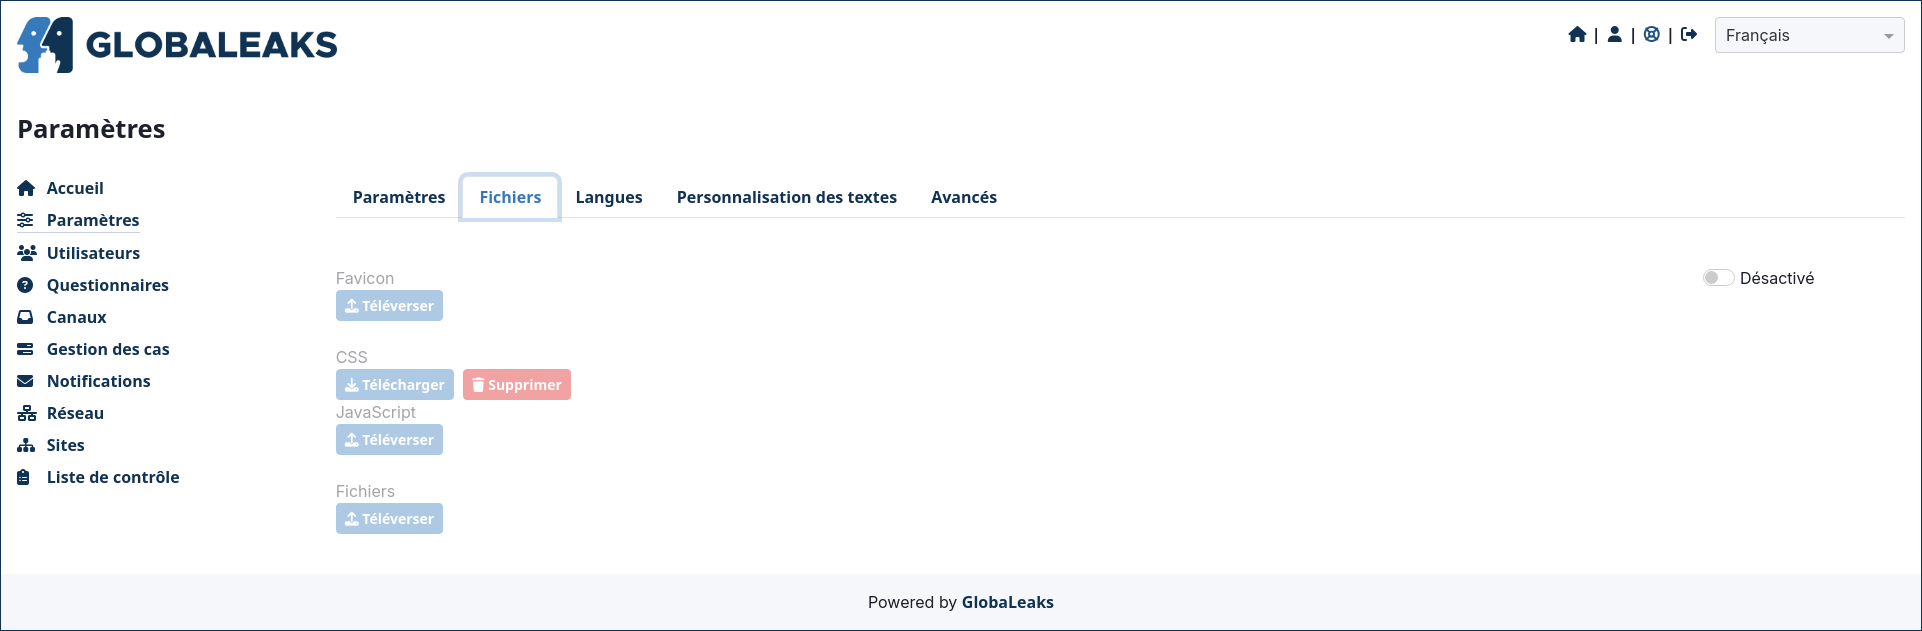 GLOBALEAKS
| | |
Français
Paramètres
Accueil
Paramètres
Utilisateurs
Questionnaires
Canaux
Gestion des cas
Notifications
Réseau
Sites
Liste de contrôle
Paramètres Fichiers Langues Personnalisation des textes Avancés
Favicon
Désactivé
Téléverser
CSS
Télécharger Supprimer
JavaScript
Téléverser
Fichiers
Téléverser
Powered by GlobaLeaks